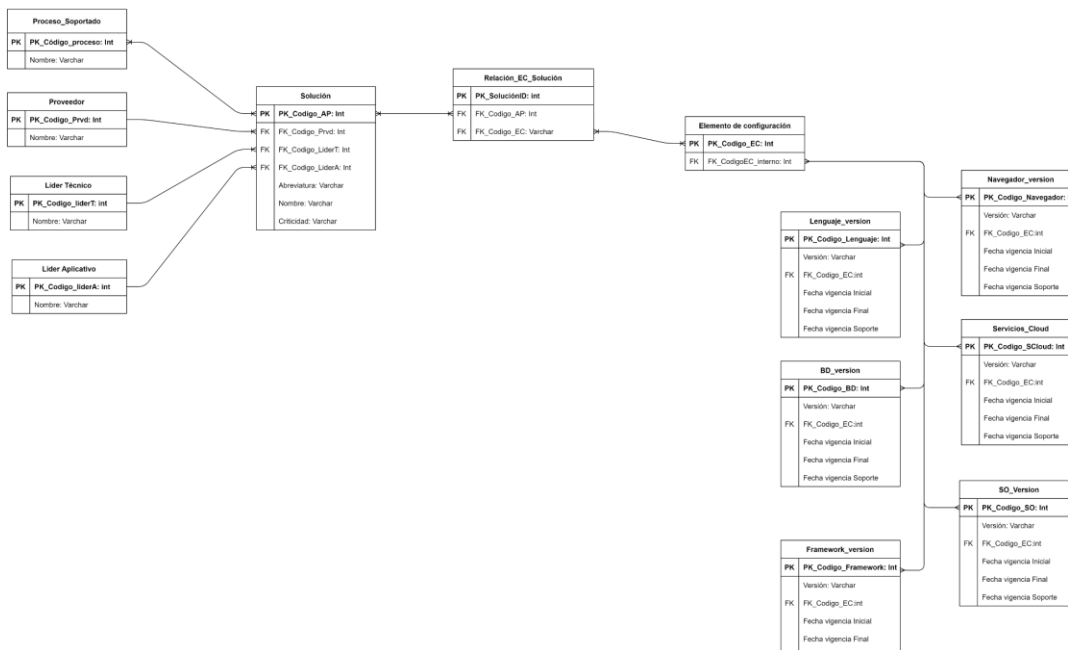 Proceso_Soportado
PK PK_Código_proceso: Int
Nombre: Varchar
Proveedor
PK PK_Codigo_Prvd: Int
Nombre: Varchar
Lider Técnico
PK PK_Codigo_liderT: int
Nombre: Varchar
Lider Aplicativo
PK PK_Codigo_liderA: int
Nombre: Varchar
Solución
PK PK_Codigo_AP: Int
FK FK_Codigo_Prvd: Int
FK FK_Codigo_LiderT: Int
FK FK_Codigo_LiderA: Int
Abreviatura: Varchar
Nombre: Varchar
Criticidad: Varchar
Relación_EC_Solución
PK PK_SoluciónID: int
FK FK_Codigo_AP: Int
FK FK_Codigo_EC: Varchar
Elemento de configuración
PK PK_Codigo_EC: Int
FK FK_CodigoEC_interno: Int
Lenguaje_version
PK PK_Codigo_Lenguaje: Int
Versión: Varchar
FK FK_Codigo_EC:int
Fecha vigencia Inicial
Fecha vigencia Final
Fecha vigencia Soporte
BD_version
PK PK_Codigo_BD: Int
Versión: Varchar
FK FK_Codigo_EC:int
Fecha vigencia Inicial
Fecha vigencia Final
Fecha vigencia Soporte
Framework_version
PK PK_Codigo_Framework: Int
Versión: Varchar
FK FK_Codigo_EC:int
Fecha vigencia Inicial
Fecha vigencia Final
Navegador_version
PK PK_Codigo_Navegador:
Versión: Varchar
FK FK_Codigo_EC:int
Fecha vigencia Inicial
Fecha vigencia Final
Fecha vigencia Soporte
Servicios_Cloud
PK PK_Codigo_SCloud: Int
Versión: Varchar
FK FK_Codigo_EC:int
Fecha vigencia Inicial
Fecha vigencia Final
Fecha vigencia Soporte
SO_Version
PK PK_Codigo_SO: Int
Versión: Varchar
FK FK_Codigo_EC:int
Fecha vigencia Inicial
Fecha vigencia Final
Fecha vigencia Soporte